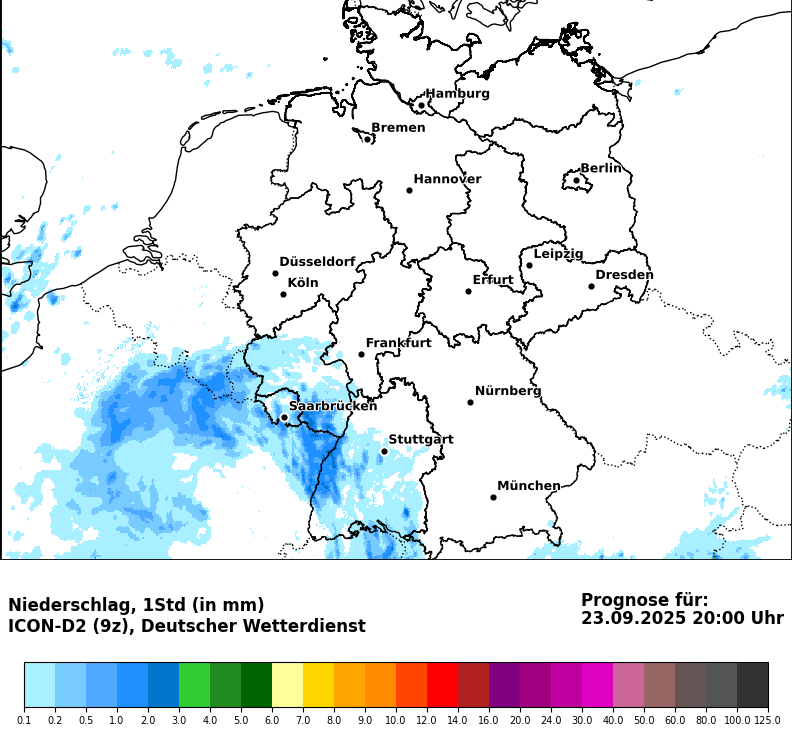 Hamburg
Bremen
Berlin
Hannover
Leipzig
Düsseldorf
Dresden
Köln
Erfurt
Frankfurt
Nürnberg
Saarbrücken
Stuttgart
München
Niederschlag, 1Std (in mm)
ICON-D2 (9z), Deutscher Wetterdienst
Prognose für:
23.09.2025 20:00 Uhr
0.1 0.2 0.5 1.0 2.0 3.0 4.0 5.0 6.0 7.0 8.0 9.0 10.0 12.0 14.0 16.0 20.0 24.0 30.0 40.0 50.0 60.0 80.0 100.0 125.0